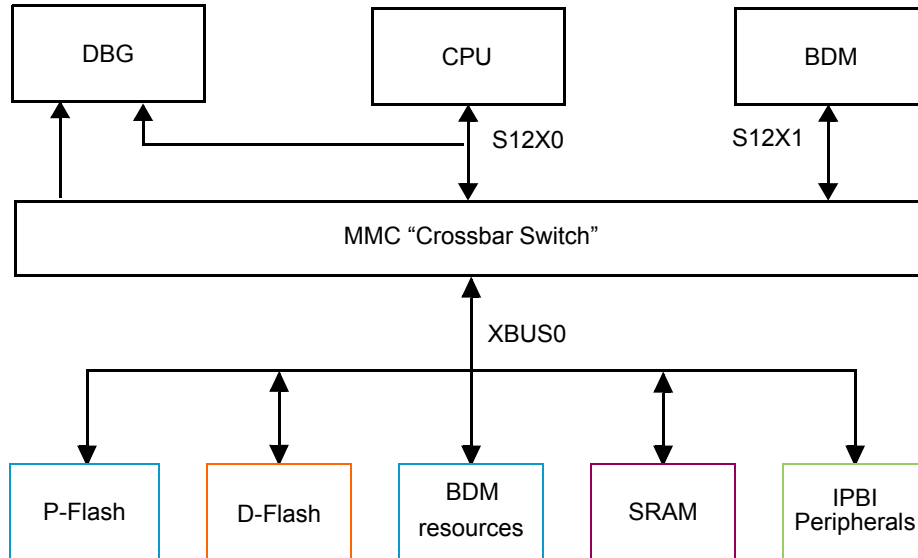 DBG
CPU
BDM
S12X0
S12X1
MMC “Crossbar Switch”
XBUS0
P-Flash
D-Flash
BDM
resources
SRAM
IPBI
Peripherals